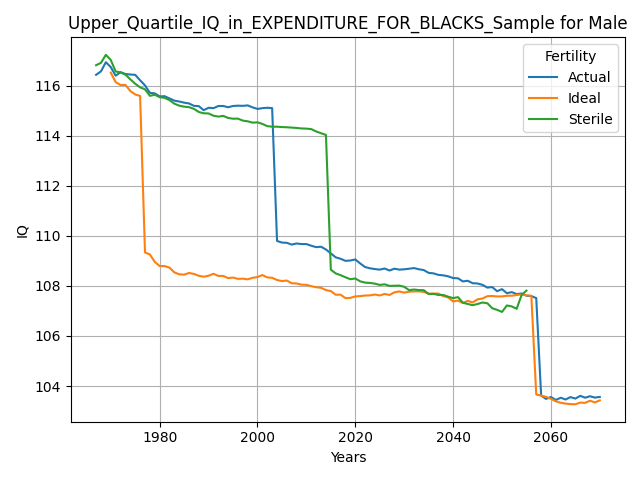 Upper_Quartile_IQ_in_EXPENDITURE_FOR_BLACKS_Sample for Male
Fertility
Actual
Ideal
Sterile
116
114
112
110
108
106
104
IQ
1980
2000
2020
2040
2060
Years